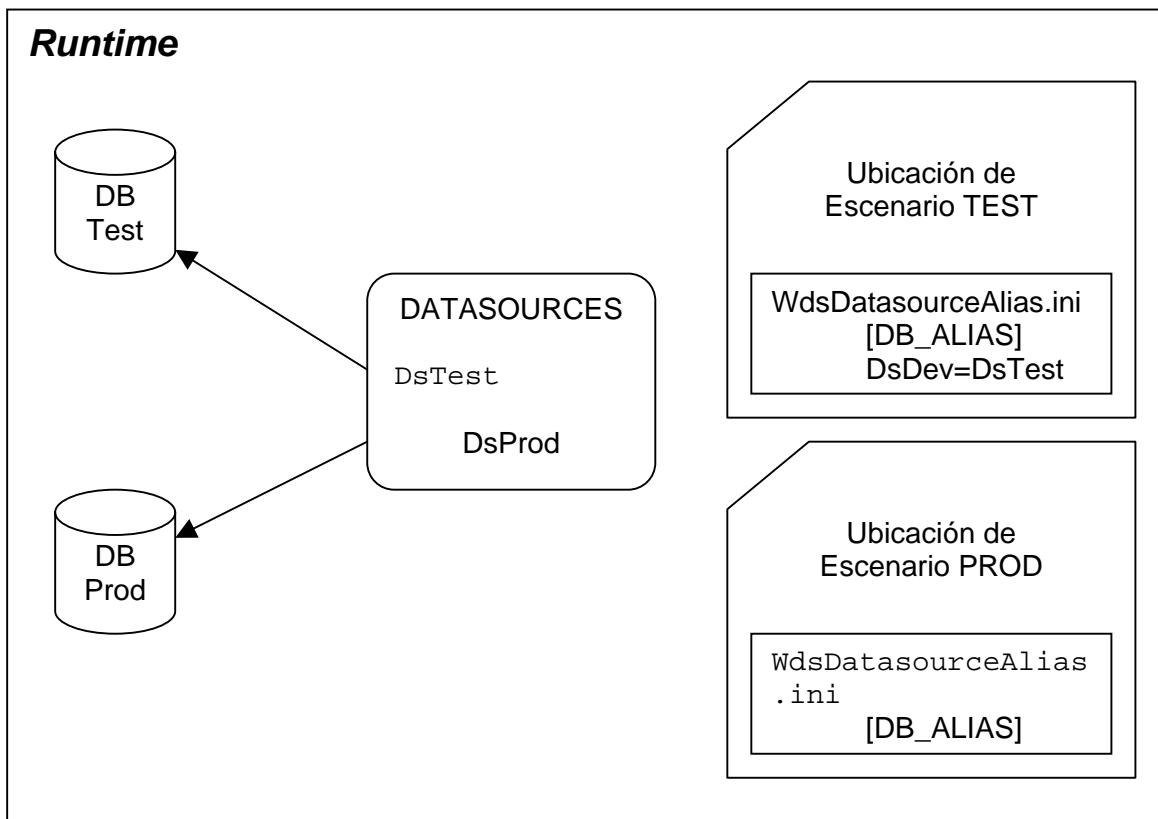 Runtime
DB
Test
DATASOURCES
DsTest
DsProd
DB
Prod
Ubicación de
Escenario TEST
WdsDatasourceAlias.ini
[DB_ALIAS]
DsDev=DsTest
Ubicación de
Escenario PROD
WdsDatasourceAlias
.ini
[DB_ALIAS]